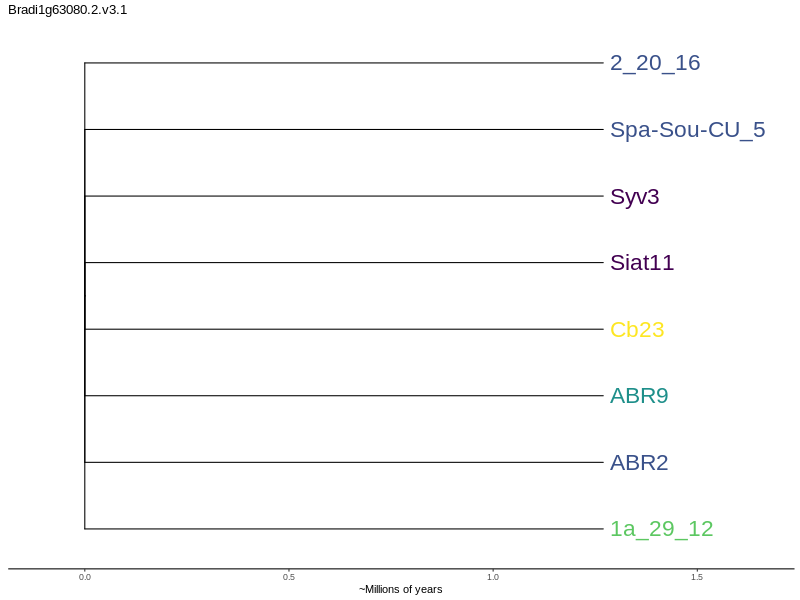 Bradi1g63080.2.v3.1
2_20_16
Spa-Sou-CU_5
Syv3
Siat11
Cb23
ABR9
ABR2
1a_29_12
0.0 0.5 1.0 1.5
~Millions of years